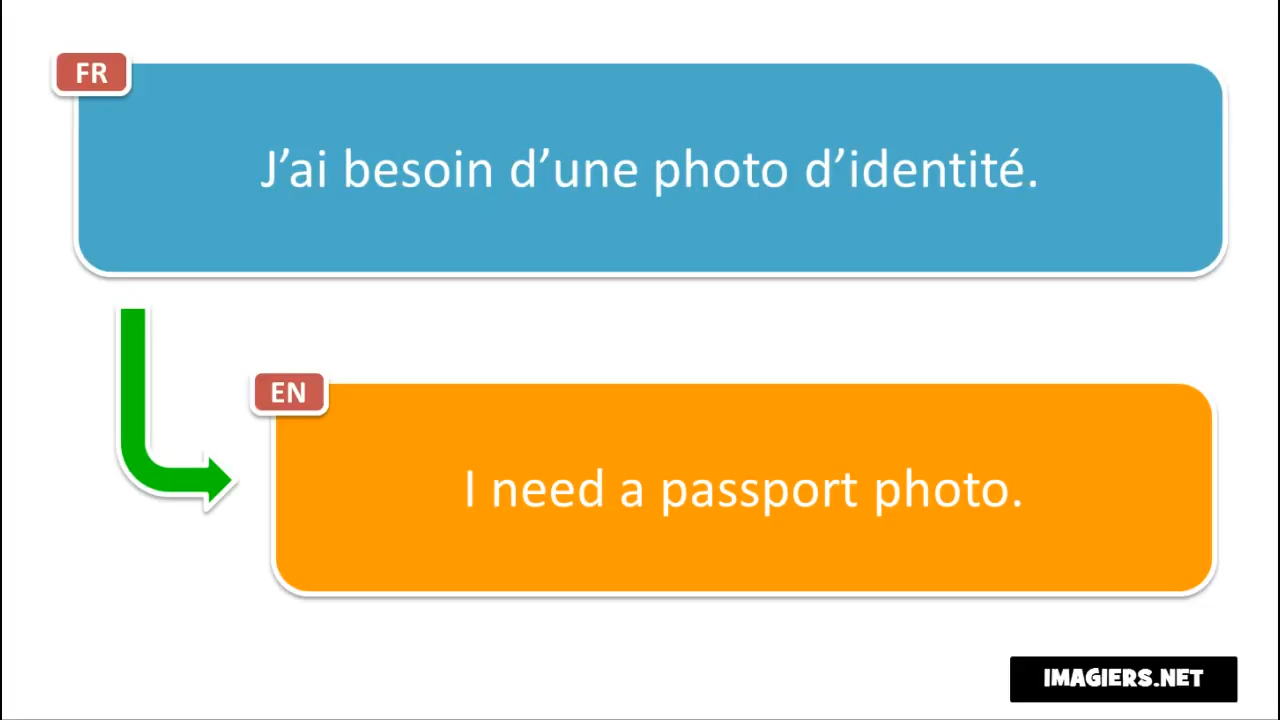 FR
J’ai besoin d’une photo d’identité.
EN
I need a passport photo.
IMAGIERS.NET